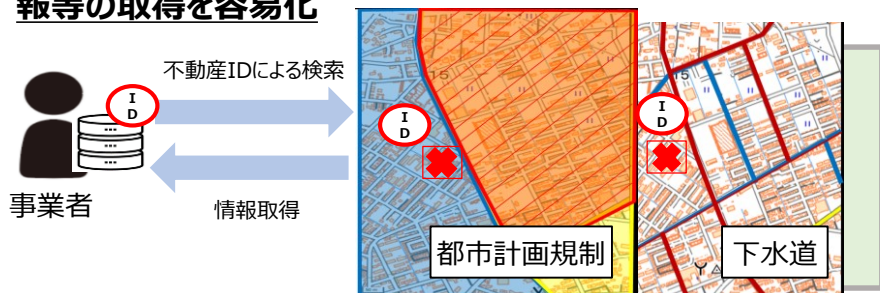 報等の取得を容易化
不動産IDによる検索
ID
事業者
情報取得
15
ID
都市計画規制
15
ID
下水道